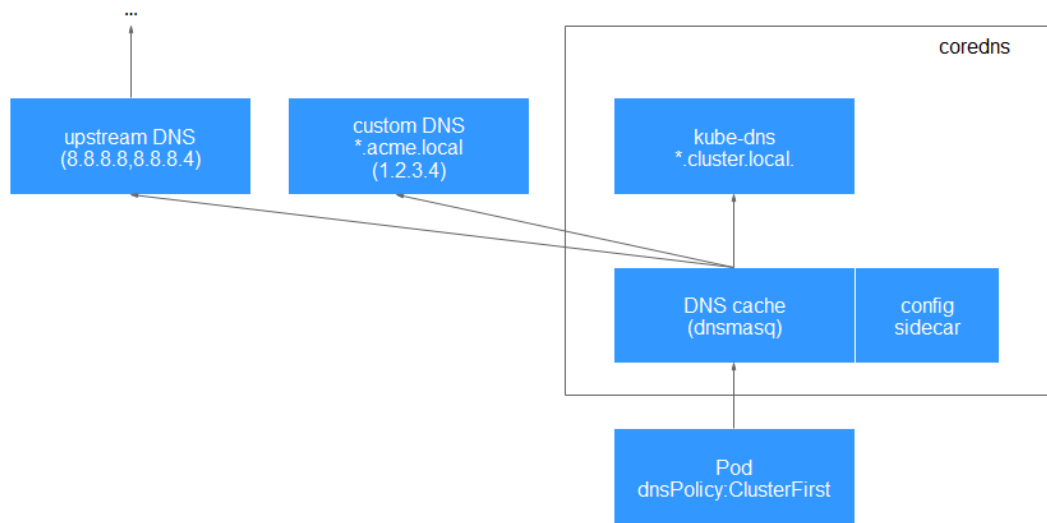 ...
coredns
upstream DNS
(8.8.8.8,8.8.8.4)
custom DNS
*.acme.local
(1.2.3.4)
kube-dns
*.cluster.local.
DNS cache
(dnsmasq)
config
sidecar
Pod
dnsPolicy:ClusterFirst